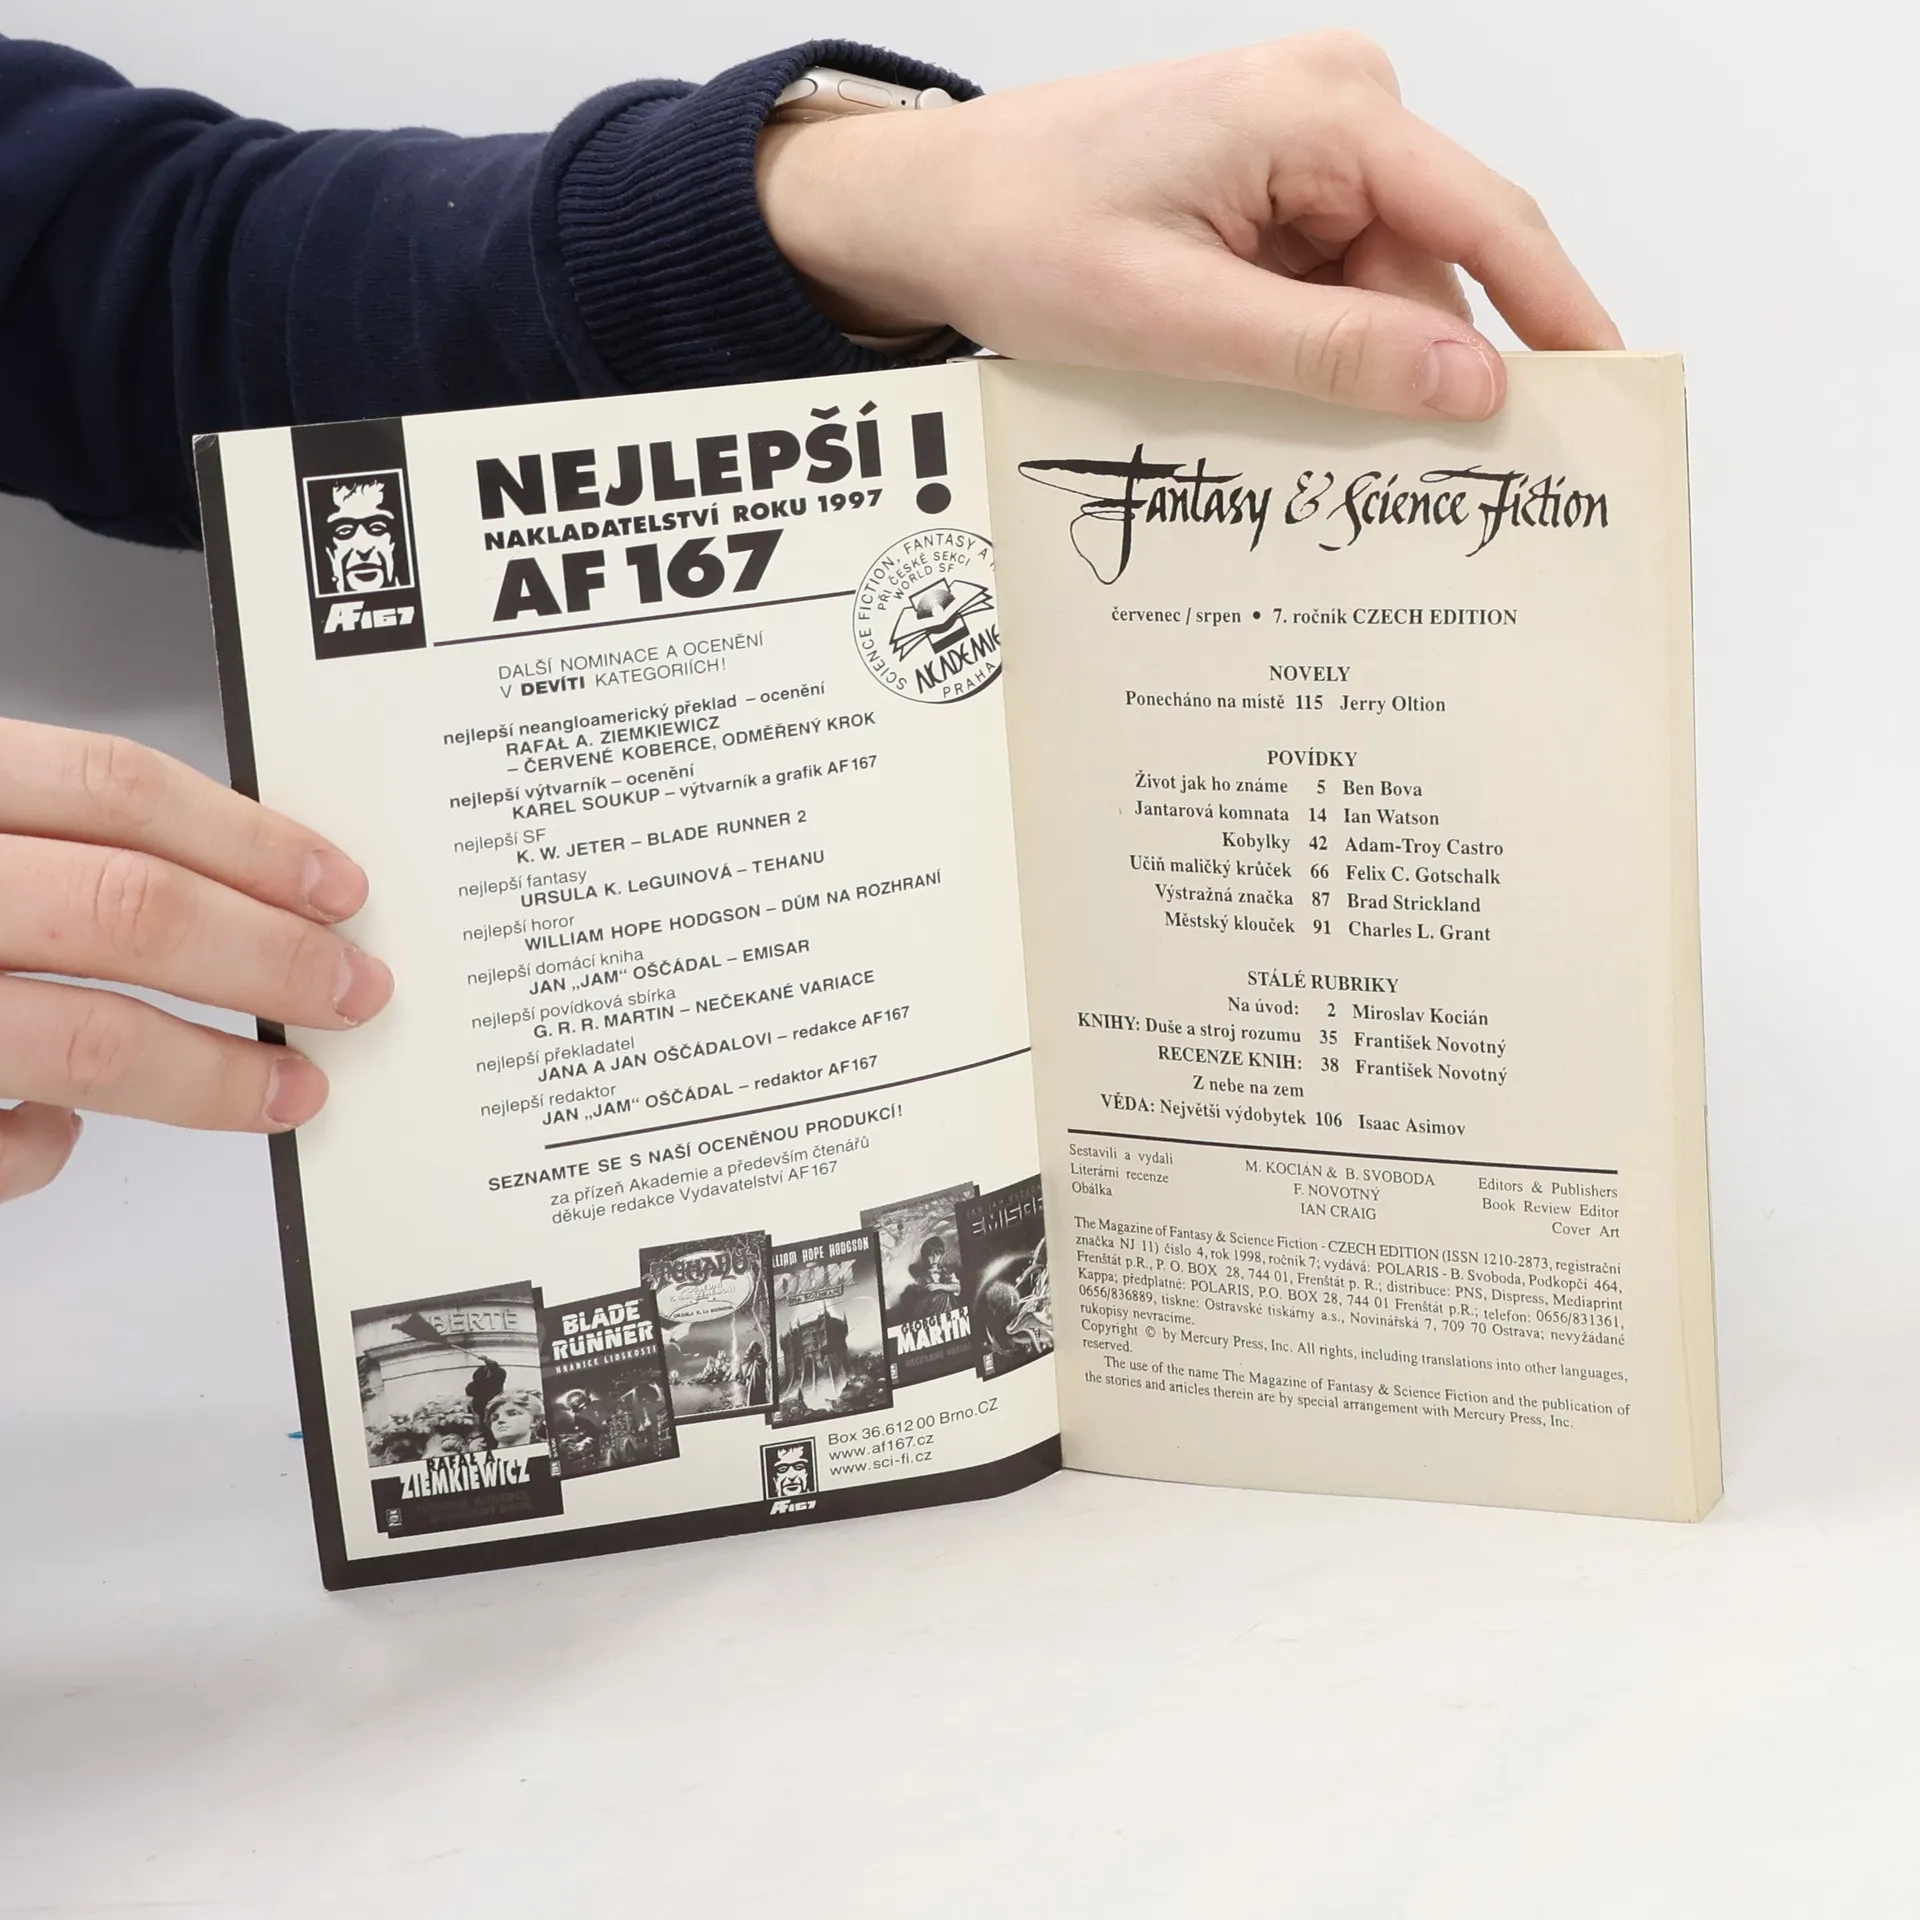 NEJLEPŠÍ !
NAKLADATELSTVÍ ROKU 1997
AF 167
AF167
SCIENCE FICTION, FANTASY A
PŘI ČESKÉ SEKCI
WORLD SF
AKADEMIE
PRAHA
DALŠÍ NOMINACE A OCENĚNÍ
V DEVÍTI KATEGORIÍCH!
nejlepší neangloamerický překlad – ocenění
RAFAŁ A. ZIEMKIEWICZ
– ČERVENÉ KOBERCE, ODMĚŘENÝ KROK
nejlepší výtvarník – ocenění
KAREL SOUKUP – výtvarník a grafik AF167
nejlepší SF
K. W. JETER – BLADE RUNNER 2
nejlepší fantasy
URSULA K. LeGUINOVÁ – TEHANU
nejlepší horor
WILLIAM HOPE HODGSON – DŮM NA ROZHRANÍ
nejlepší domácí kniha
JAN „JAM“ OŠČÁDAL – EMISAR
nejlepší povídková sbírka
G. R. R. MARTIN – NEČEKANÉ VARIACE
nejlepší překladatel
JANA A JAN OŠČÁDALOVI – redakce AF167
nejlepší redaktor
JAN „JAM“ OŠČÁDAL – redaktor AF167
SEZNAMTE SE S NAŠÍ OCENĚNOU PRODUKCÍ!
za přízeň Akademie a především čtenářů
děkuje redakce Vydavatelství AF167
RAFAŁ A.
ZIEMKIEWICZ
BLADE
RUNNER
HRANICE LIDSKOSTI
TEHANU
LLIAM HOPE HODGSON
DŮM
NA ROZHRANÍ
GEORGE R.R.
MARTIN
Box 36.612 00 Brno.CZ
www.af167.cz
www.sci-fi.cz
AF167
Fantasy & Science Fiction
červenec / srpen • 7. ročník CZECH EDITION
NOVELY
Ponecháno na místě 115 Jerry Oltion
POVÍDKY
Život jak ho známe 5 Ben Bova
Jantarová komnata 14 Ian Watson
Kobylky 42 Adam-Troy Castro
Učiň maličký krůček 66 Felix C. Gotschalk
Výstražná značka 87 Brad Strickland
Městský klouček 91 Charles L. Grant
STÁLÉ RUBRIKY
Na úvod: 2 Miroslav Kocián
KNIHY: Duše a stroj rozumu 35 František Novotný
RECENZE KNIH: 38 František Novotný
Z nebe na zem
VĚDA: Největši výdobytek 106 Isaac Asimov
Sestavili a vydali M. KOCIÁN & B. SVOBODA Editors & Publishers
Literární recenze F. NOVOTNÝ Book Review Editor
Obálka IAN CRAIG Cover Art
The Magazine of Fantasy & Science Fiction - CZECH EDITION (ISSN 1210-2873, registrační
značka NJ 11) číslo 4, rok 1998, ročník 7; vydává: POLARIS - B. Svoboda, Podkopčí 464,
Frenštát p.R., P. O. BOX 28, 744 01, Frenštát p. R.; distribuce: PNS, Dispress, Mediaprint
Kappa; předplatné: POLARIS, P.O. BOX 28, 744 01 Frenštát p.R.; telefon: 0656/831361,
0656/836889, tiskne: Ostravské tiskárny a.s., Novinářská 7, 709 70 Ostrava; nevyžádané
rukopisy nevracíme.
Copyright © by Mercury Press, Inc. All rights, including translations into other languages,
reserved.
The use of the name The Magazine of Fantasy & Science Fiction and the publication of
the stories and articles therein are by special arrangement with Mercury Press, Inc.